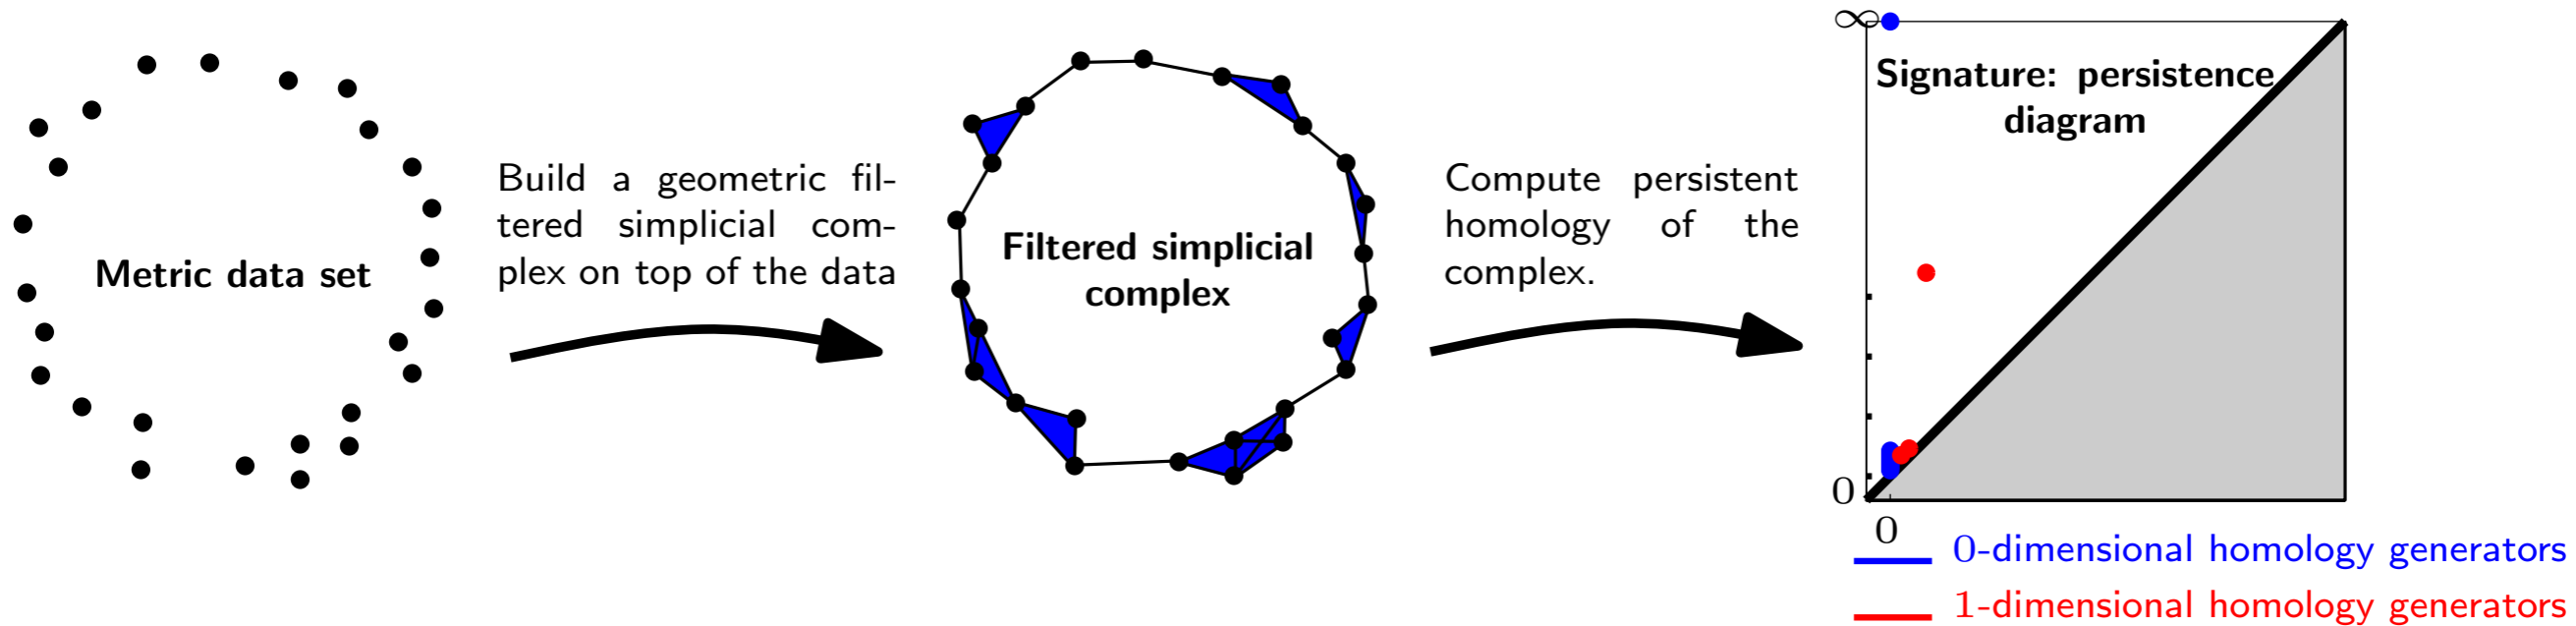 Metric data set
Build a geometric fil-
tered simplicial com-
plex on top of the data
Filtered simplicial
complex
Compute persistent
homology of the
complex.
∞
Signature: persistence
diagram
0
0
0-dimensional homology generators
1-dimensional homology generators